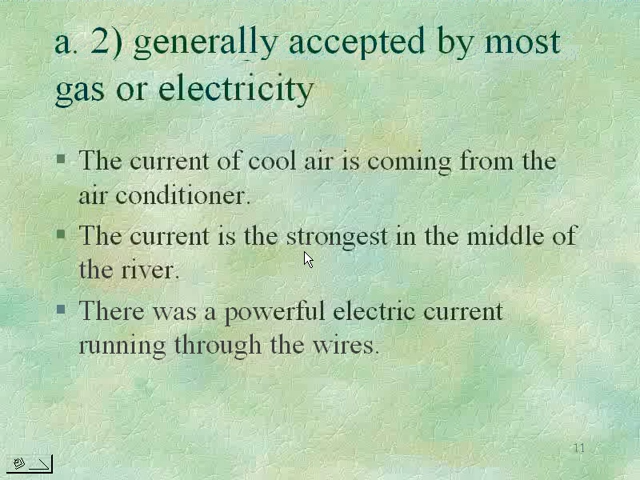 a. 2) generally accepted by most
gas or electricity
▪ The current of cool air is coming from the
air conditioner.
▪ The current is the strongest in the middle of
the river.
▪ There was a powerful electric current
running through the wires.
11